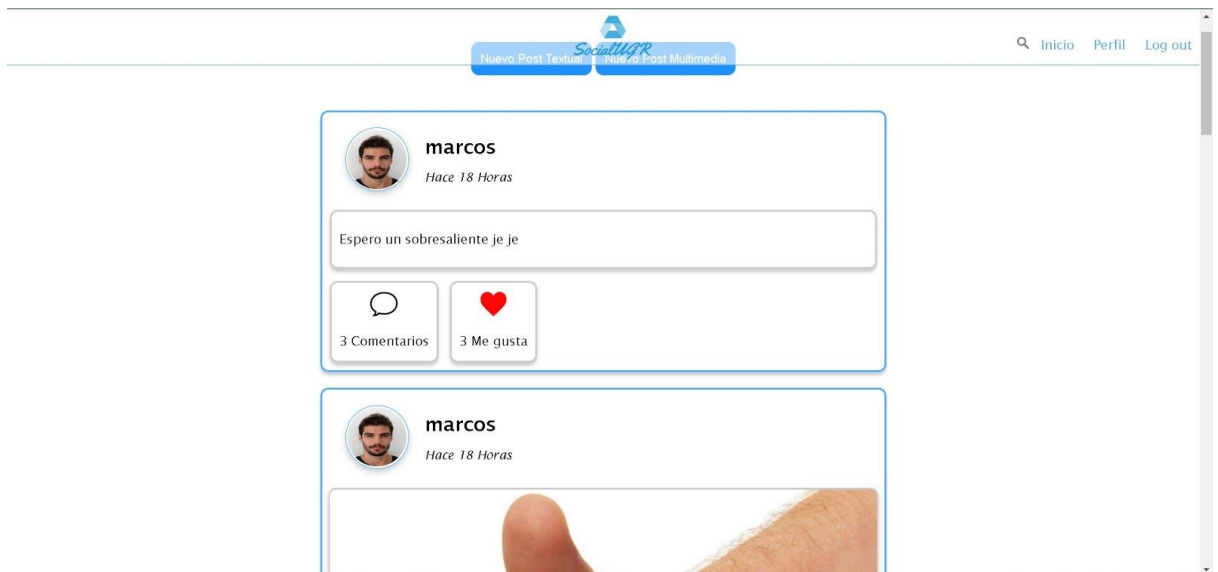 SocialUGR
Nuevo Post Textual Nuevo Post Multimedia
Inicio Perfil Log out
marcos
Hace 18 Horas
Espero un sobresaliente je je
3 Comentarios 3 Me gusta
marcos
Hace 18 Horas